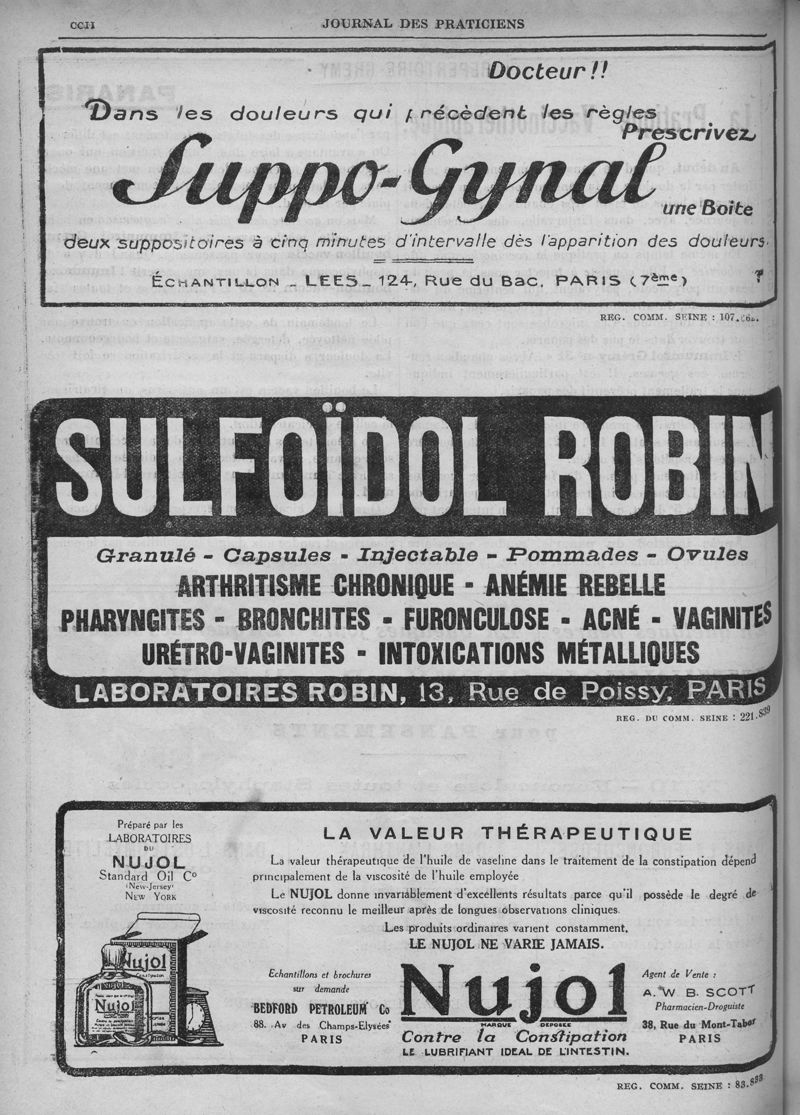 CCII
JOURNAL DES PRATICIENS
Docteur!!
Dans les douleurs qui précèdent les règles
Prescrivez
Suppo-Gynal
une Boite
deux suppositoires à cinq minutes d'intervalle dès l'apparition des douleurs.
ÉCHANTILLON _ LEES _ 124, Rue du Bac. PARIS (7ème) ?
REG. COMM. SEINE :
SULFOÏDOL ROBIN
Granulé - Capsules - Injectable - Pommades - Ovules
ARTHRITISME CHRONIQUE - ANÉMIE REBELLE
PHARYNGITES - BRONCHITES - FURONCULOSE - ACNÉ - VAGINITES
URÉTRO-VAGINITES - INTOXICATIONS MÉTALLIQUES
LABORATOIRES ROBIN, 13, Rue de Poissy, PARIS
REG. DU COMM. SEINE : 221.839
Préparé par les
LABORATOIRES
DU
NUJOL
Standard Oil Co
(New-Jersey)
NEW YORK
Nujol
Nujol
LA VALEUR THÉRAPEUTIQUE
La valeur thérapeutique de l'huile de vaseline dans le traitement de la constipation dépend
principalement de la viscosité de l'huile employée
Le NUJOL donne invariablement d'excellents résultats parce qu'il possède le degré de
viscosité reconnu le meilleur après de longues observations cliniques.
Les produits ordinaires varient constamment,
LE NUJOL NE VARIE JAMAIS.
Echantillons et brochures
sur demande
BEDFORD PETROLEUM Co
88. Av des Champs-Elysées
PARIS
Nujol
MARQUE DÉPOSÉE
Contre la Constipation
LE LUBRIFIANT IDEAL DE L'INTESTIN.
Agent de Vente :
A. W B. SCOTT
Pharmacien-Droguiste
38, Rue du Mont-Tabor
PARIS
REG. COMM. SEINE : 83.833